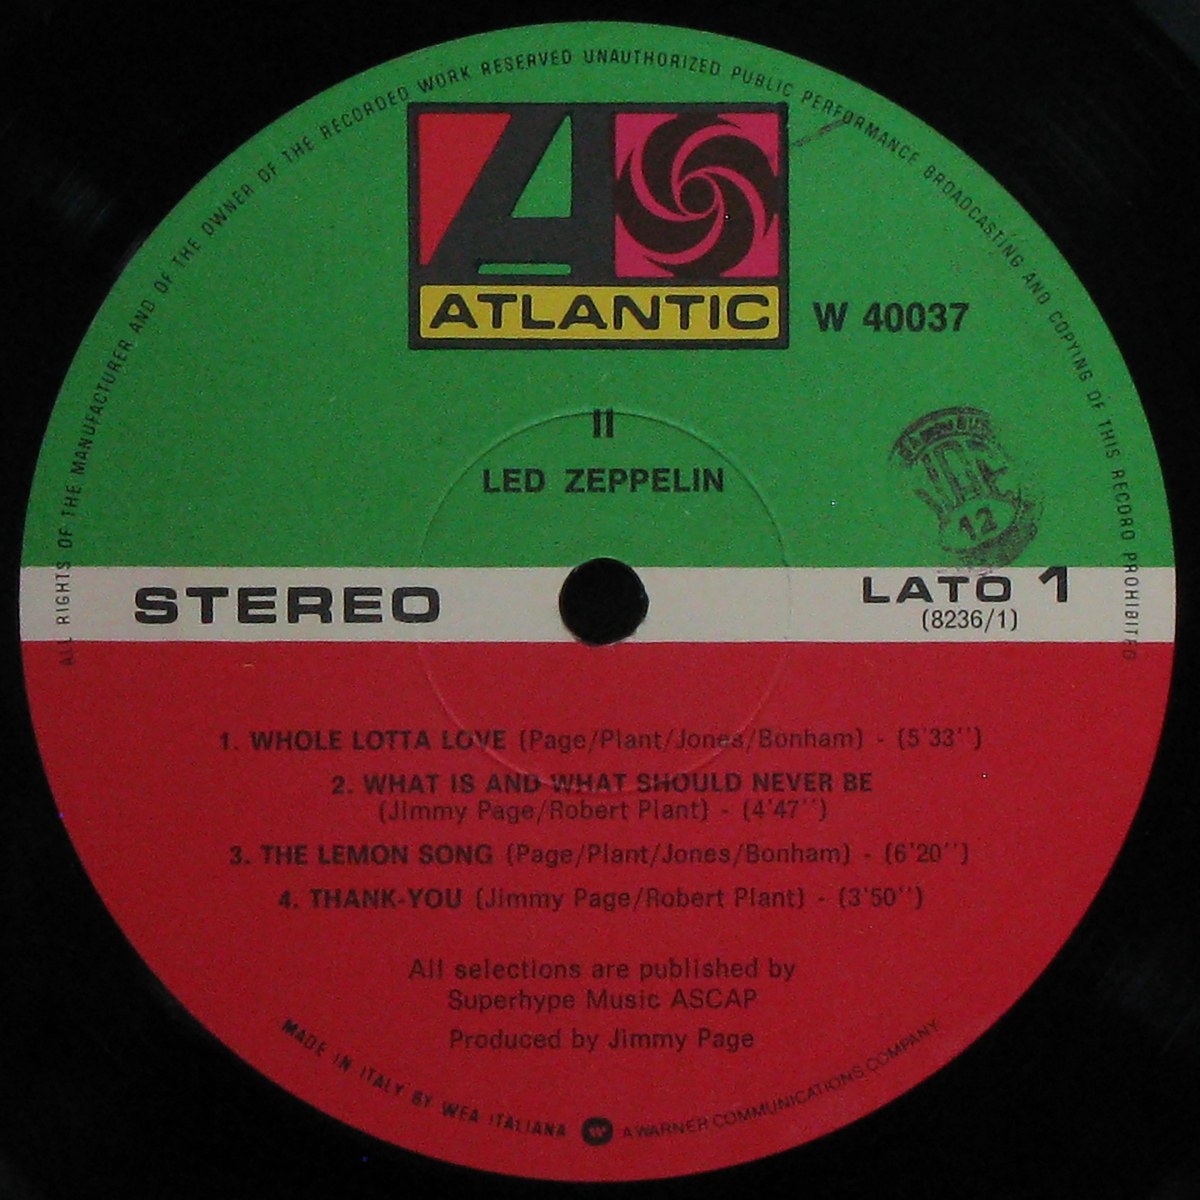 ALL RIGHTS OF THE MANUFACTURER AND OF THE OWNER OF THE RECORDED WORK RESERVED UNAUTHORIZED PUBLIC PERFORMANCE BROADCASTING AND COPYING OF THIS RECORD PROHIBITED
A
ATLANTIC
W 40037
II
LED ZEPPELIN
12
STEREO
LATO 1
(8236/1)
1. WHOLE LOTTA LOVE (Page/Plant/Jones/Bonham) - (5'33'')
2. WHAT IS AND WHAT SHOULD NEVER BE
(Jimmy Page/Robert Plant) - (4'47'')
3. THE LEMON SONG (Page/Plant/Jones/Bonham) - (6'20'')
4. THANK-YOU (Jimmy Page/Robert Plant) - (3'50'')
All selections are published by
Superhype Music ASCAP
Produced by Jimmy Page
MADE IN ITALY BY WEA ITALIANA
A WARNER COMMUNICATIONS COMPANY